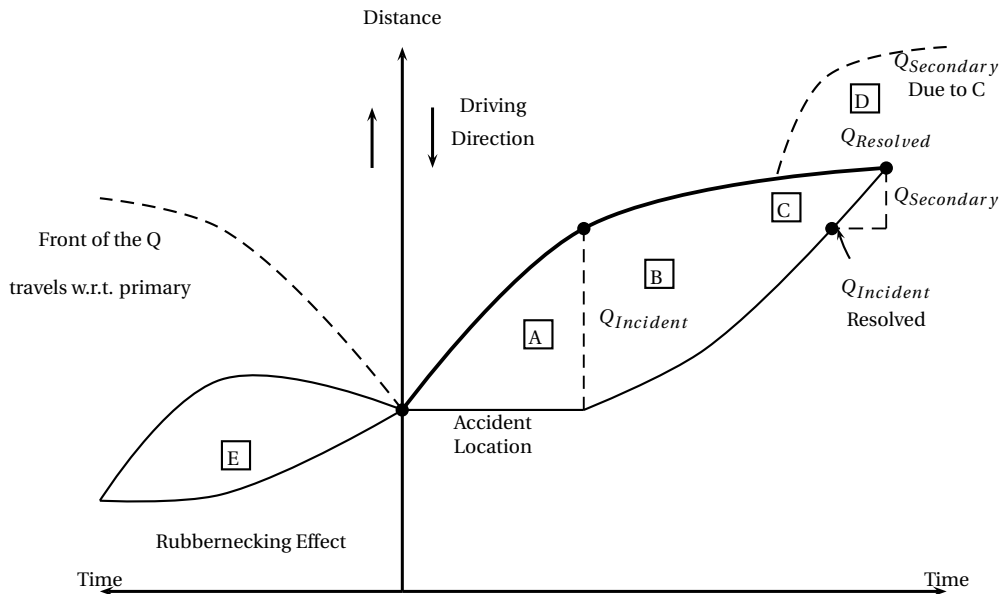 Distance
Driving
Direction
Q_Secondary
Due to C
D
Q_Resolved
C
Q_Secondary
Front of the Q
travels w.r.t. primary
B
Q_Incident
Resolved
A
Q_Incident
Accident
Location
E
Rubbernecking Effect
Time
Time